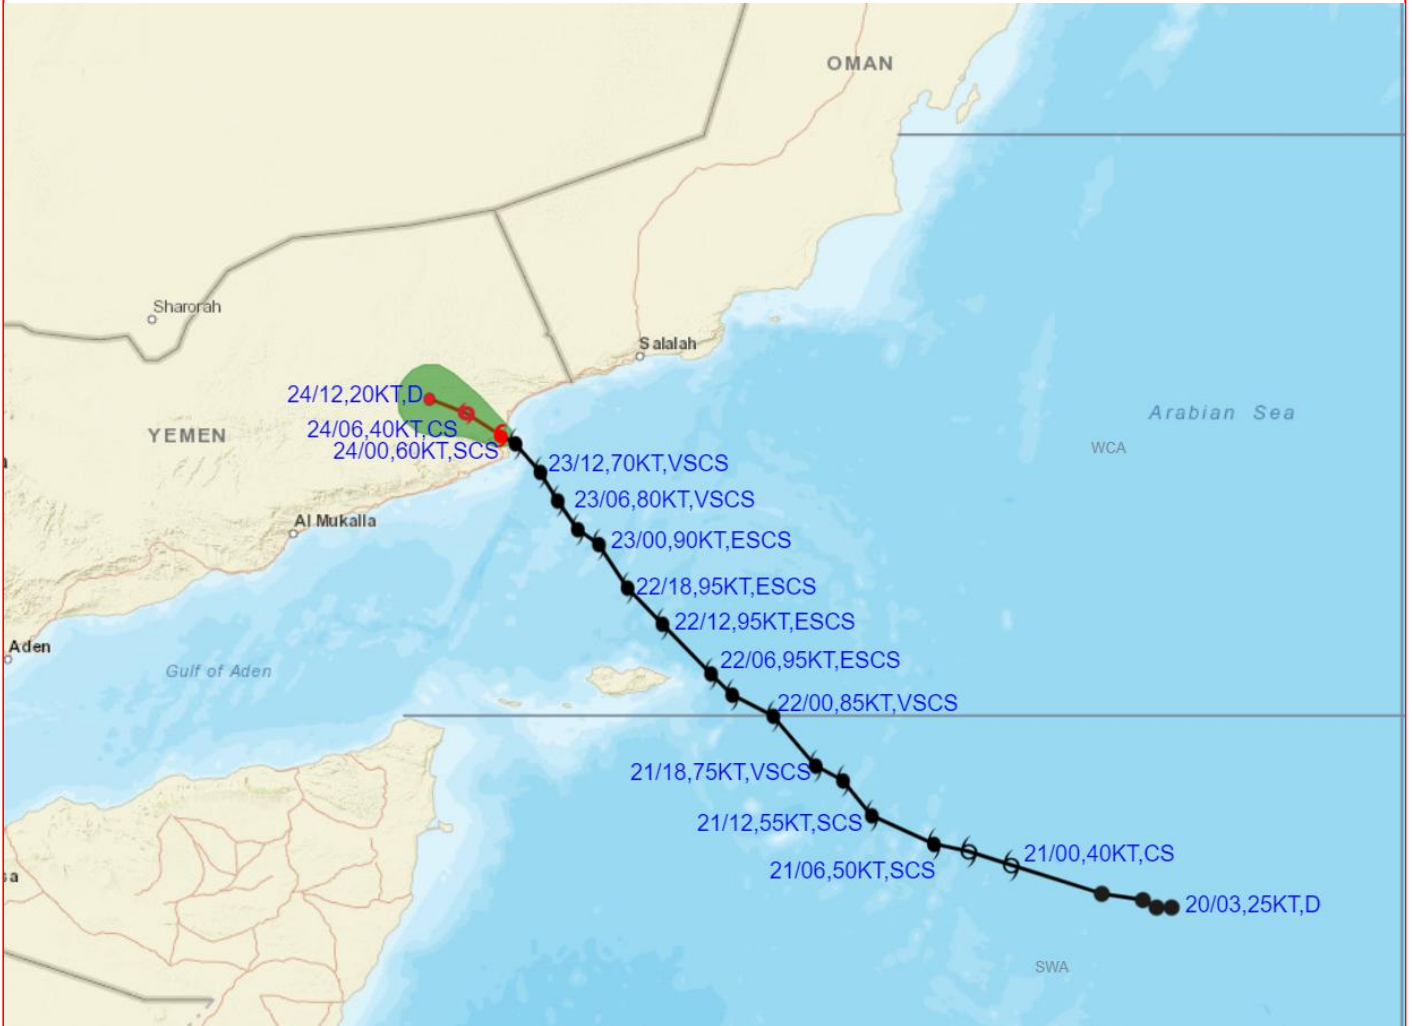 OMAN
Sharorah
Salalah
24/12,20KT,D
Arabian Sea
24/06,40KT,CS
YEMEN
WCA
24/00,60KT,SCS
23/12,70KT,VSCS
23/06,80KT,VSCS
Al Mukalla
23/00,90KT,ESCS
22/18,95KT,ESCS
22/12,95KT,ESCS
Aden
22/06,95KT,ESCS
Gulf of Aden
22/00,85KT,VSCS
21/18,75KT,VSCS
21/12,55KT,SCS
21/00,40KT,CS
21/06,50KT,SCS
sa
20/03,25KT,D
SWA